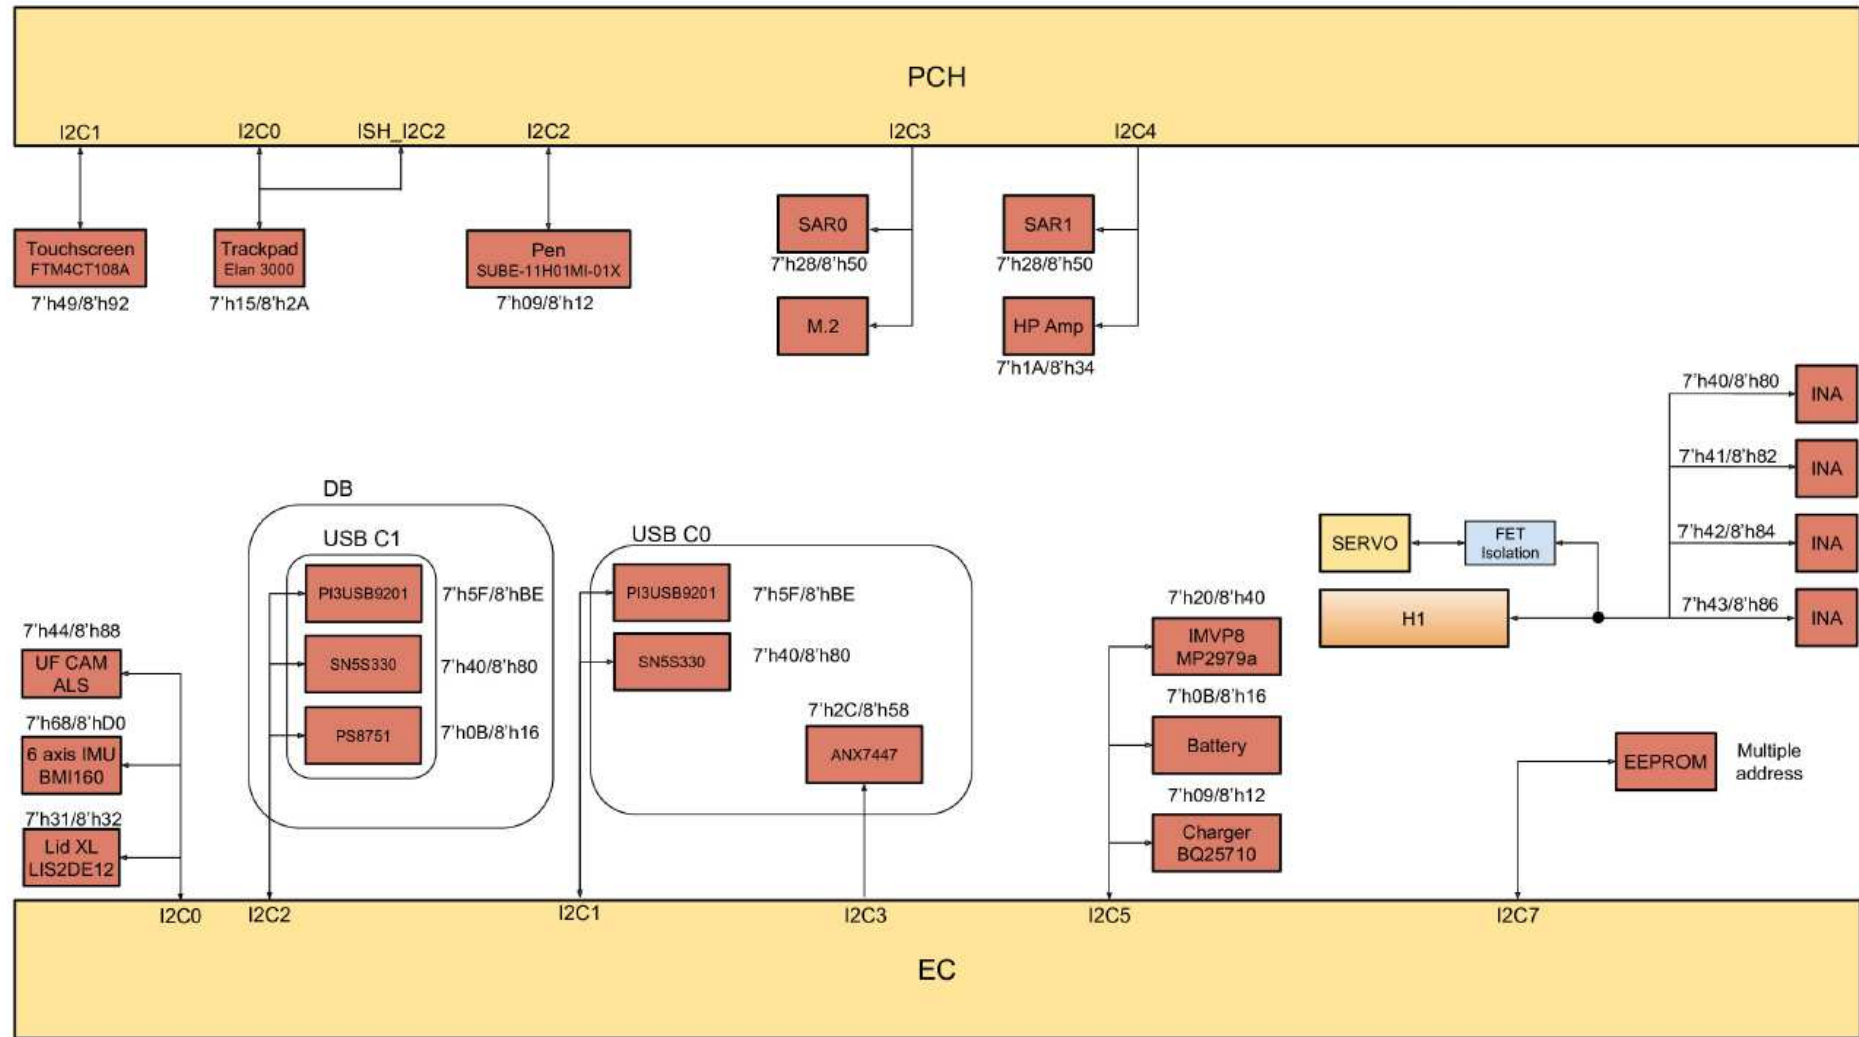 PCH
I2C1
I2C0
ISH_I2C2
I2C2
I2C3
I2C4
Touchscreen
FTM4CT108A
7'h49/8'h92
Trackpad
Elan 3000
7'h15/8'h2A
Pen
SUBE-11H01MI-01X
7'h09/8'h12
SAR0
7'h28/8'h50
M.2
SAR1
7'h28/8'h50
HP Amp
7'h1A/8'h34
7'h40/8'h80
INA
7'h41/8'h82
INA
7'h42/8'h84
INA
7'h43/8'h86
INA
SERVO
FET
Isolation
H1
DB
USB C1
PI3USB9201
7'h5F/8'hBE
SN5S330
7'h40/8'h80
PS8751
7'h0B/8'h16
USB C0
PI3USB9201
7'h5F/8'hBE
SN5S330
7'h40/8'h80
7'h2C/8'h58
ANX7447
7'h44/8'h88
UF CAM
ALS
7'h68/8'hD0
6 axis IMU
BMI160
7'h31/8'h32
Lid XL
LIS2DE12
7'h20/8'h40
IMVP8
MP2979a
7'h0B/8'h16
Battery
7'h09/8'h12
Charger
BQ25710
EEPROM
Multiple
address
I2C0
I2C2
I2C1
I2C3
I2C5
I2C7
EC